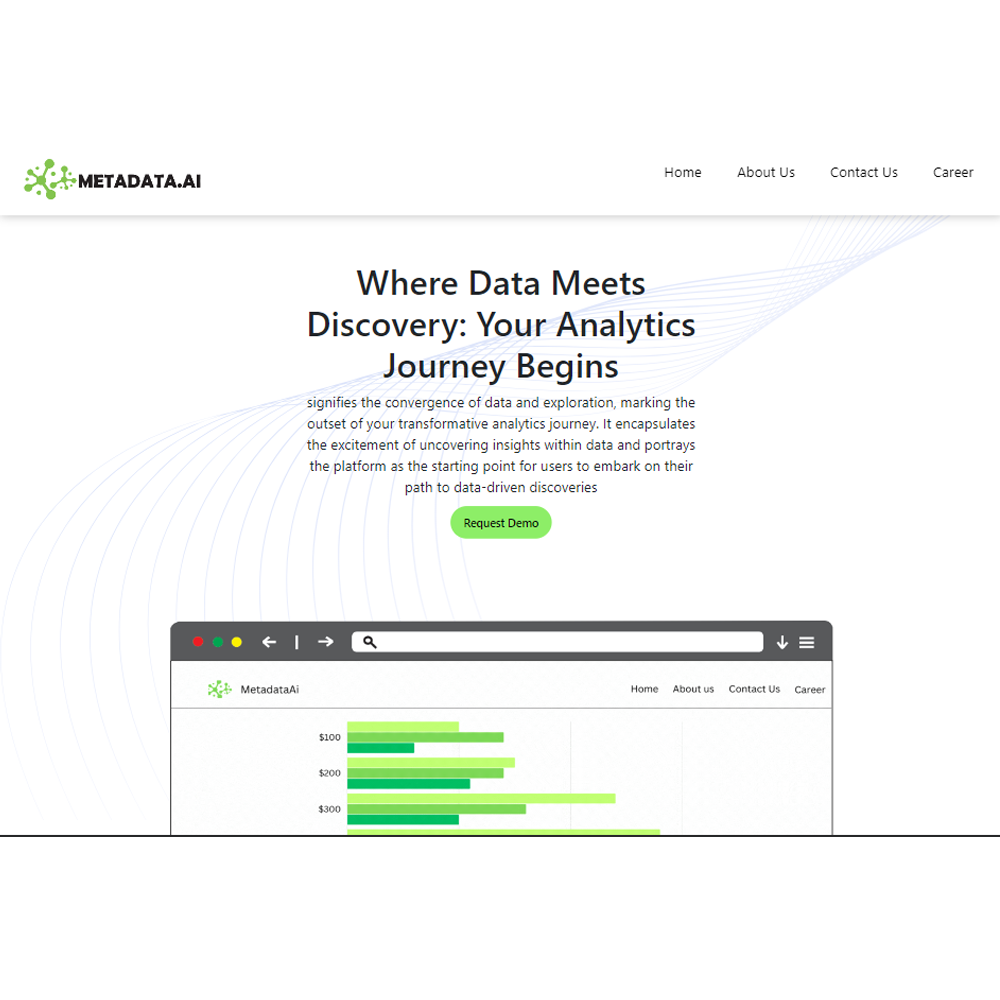 METADATA.AI
Home About Us Contact Us Career
Where Data Meets
Discovery: Your Analytics
Journey Begins
signifies the convergence of data and exploration, marking the
outset of your transformative analytics journey. It encapsulates
the excitement of uncovering insights within data and portrays
the platform as the starting point for users to embark on their
path to data-driven discoveries
Request Demo
MetadataAi
Home About us Contact Us Career
$100
$200
$300